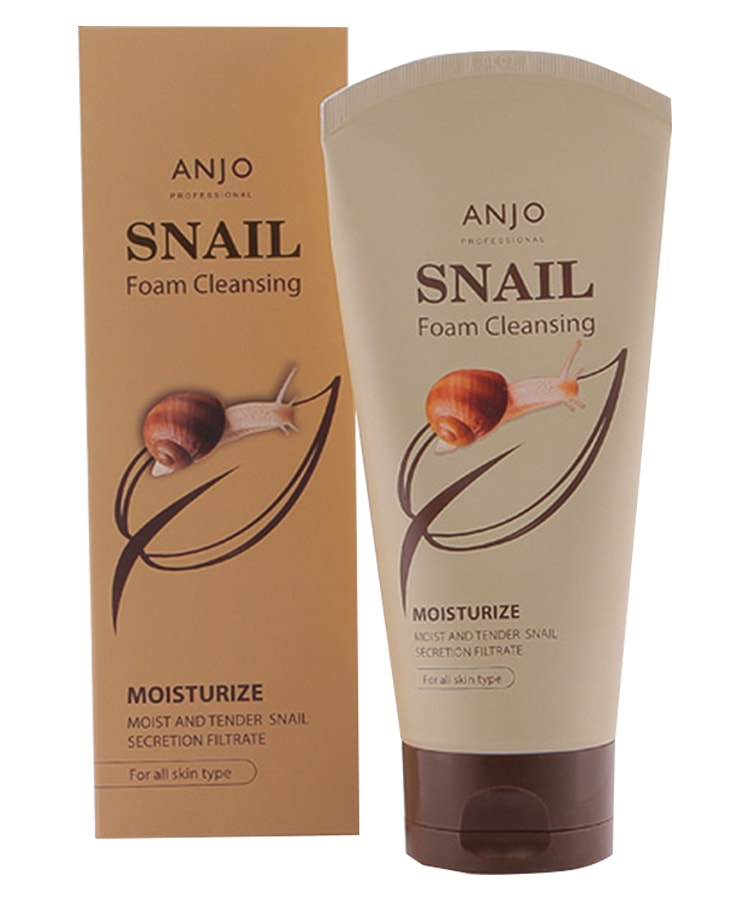 ANJO
PROFESSIONAL
SNAIL
Foam Cleansing
MOISTURIZE
MOIST AND TENDER SNAIL
SECRETION FILTRATE
For all skin type
ANJO
PROFESSIONAL
SNAIL
Foam Cleansing
MOISTURIZE
MOIST AND TENDER SNAIL
SECRETION FILTRATE
For all skin type